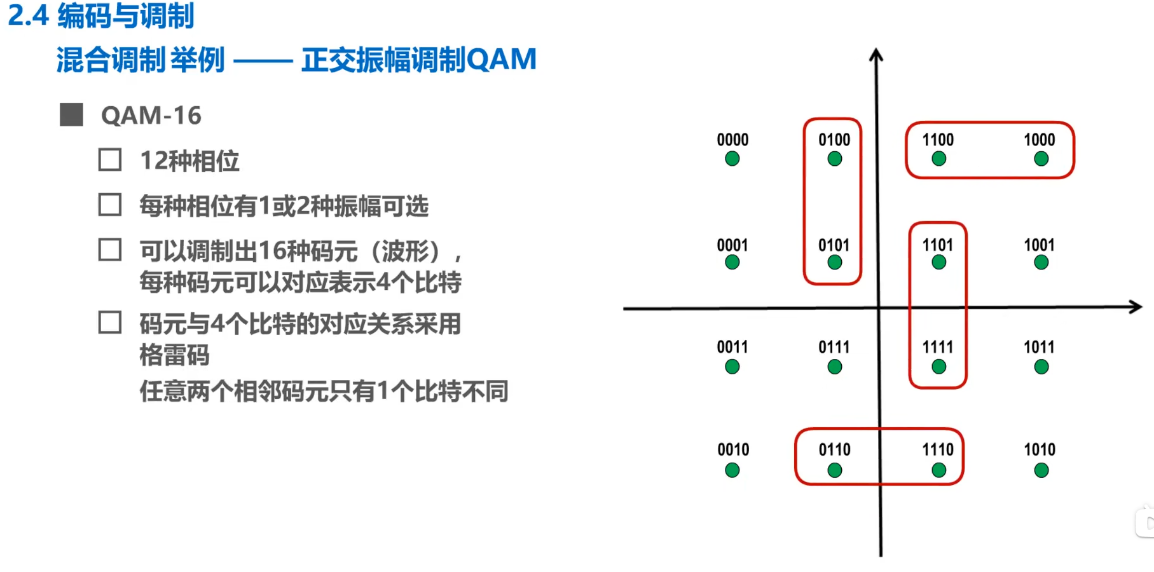 2.4 编码与调制
混合调制 举例 —— 正交振幅调制QAM
QAM-16
12种相位
每种相位有1或2种振幅可选
可以调制出16种码元（波形），
每种码元可以对应表示4个比特
码元与4个比特的对应关系采用
格雷码
任意两个相邻码元只有1个比特不同
0000 0100 1100 1000
0001 0101 1101 1001
0011 0111 1111 1011
0010 0110 1110 1010